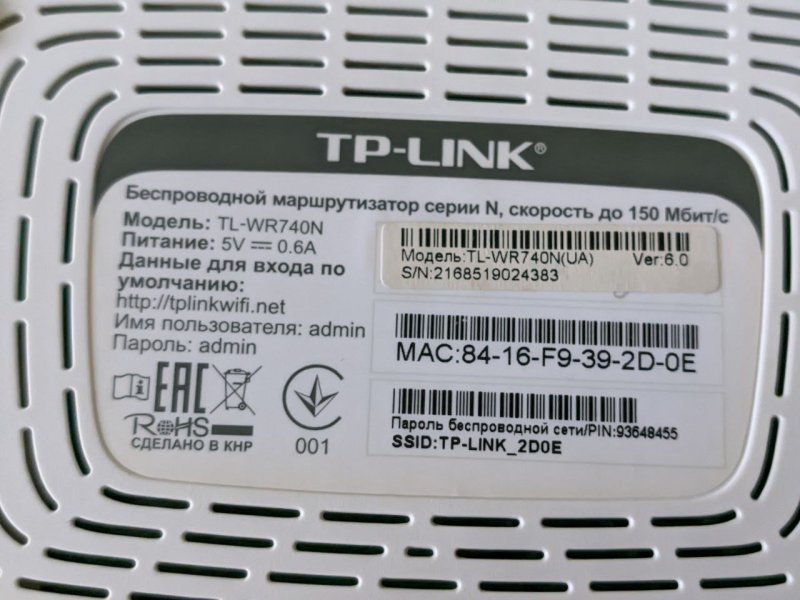 TP-LINK®
Беспроводной маршрутизатор серии N, скорость до 150 Мбит/с
Модель: TL-WR740N
Питание: 5V ⎓ 0.6A
Данные для входа по
умолчанию:
http://tplinkwifi.net
Имя пользователя: admin
Пароль: admin
EAC
RoHS
СДЕЛАНО В КНР
001
Модель:TL-WR740N(UA) Ver:6.0
S/N:2168519024383
MAC:84-16-F9-39-2D-0E
Пароль беспроводной сети/PIN:93648455
SSID:TP-LINK_2D0E